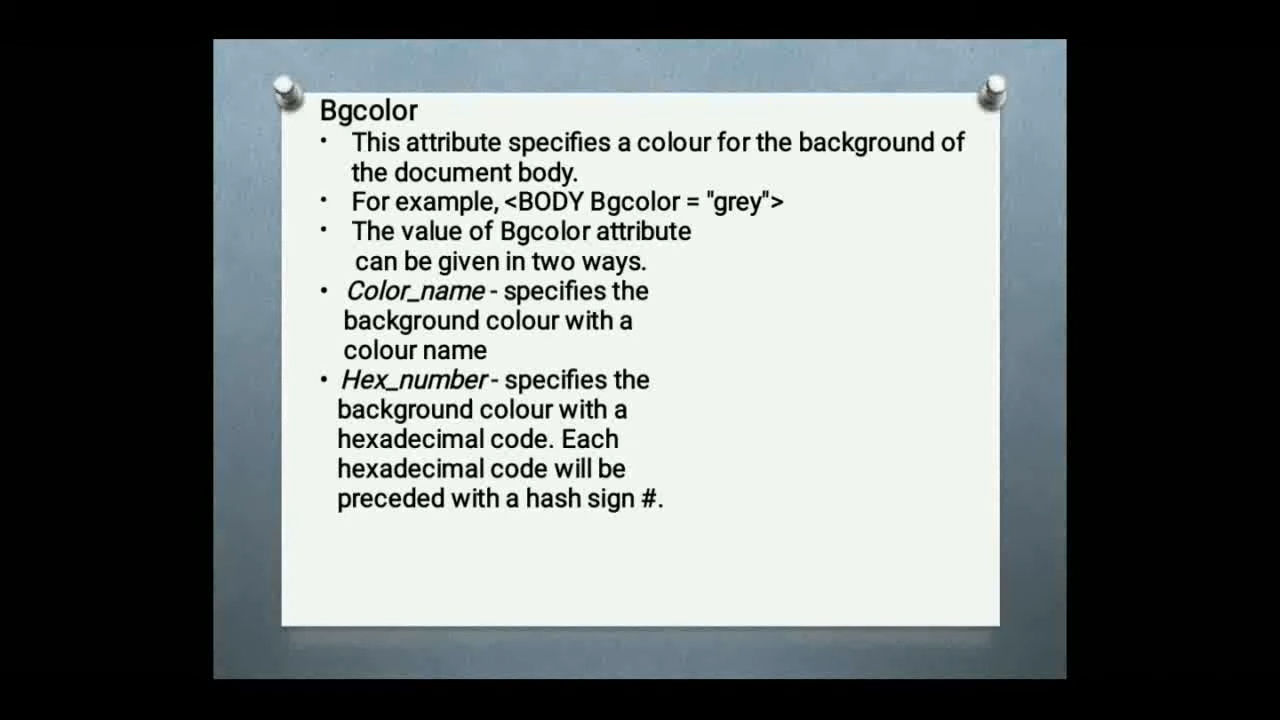 Bgcolor
• This attribute specifies a colour for the background of
the document body.
• For example, <BODY Bgcolor = "grey">
• The value of Bgcolor attribute
can be given in two ways.
• Color_name - specifies the
background colour with a
colour name
• Hex_number - specifies the
background colour with a
hexadecimal code. Each
hexadecimal code will be
preceded with a hash sign #.